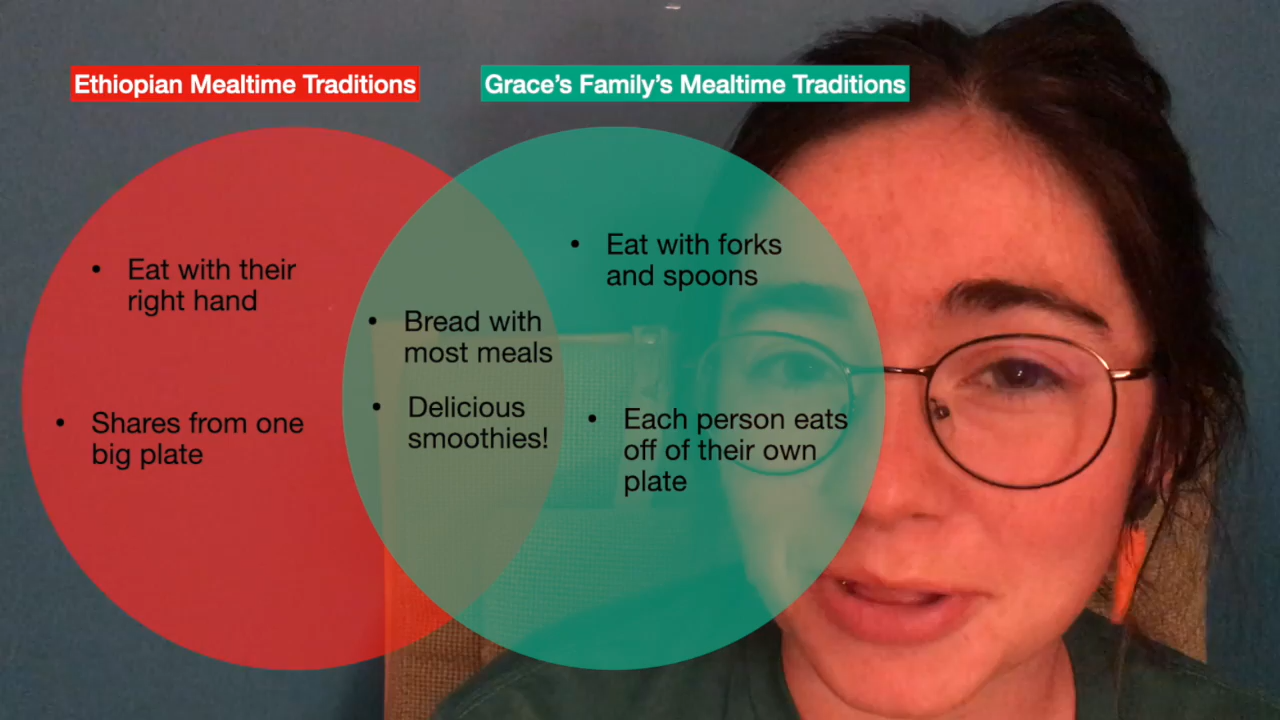 Ethiopian Mealtime Traditions
Grace's Family's Mealtime Traditions
• Eat with their
right hand
• Shares from one
big plate
• Bread with
most meals
• Delicious
smoothies!
• Eat with forks
and spoons
• Each person eats
off of their own
plate